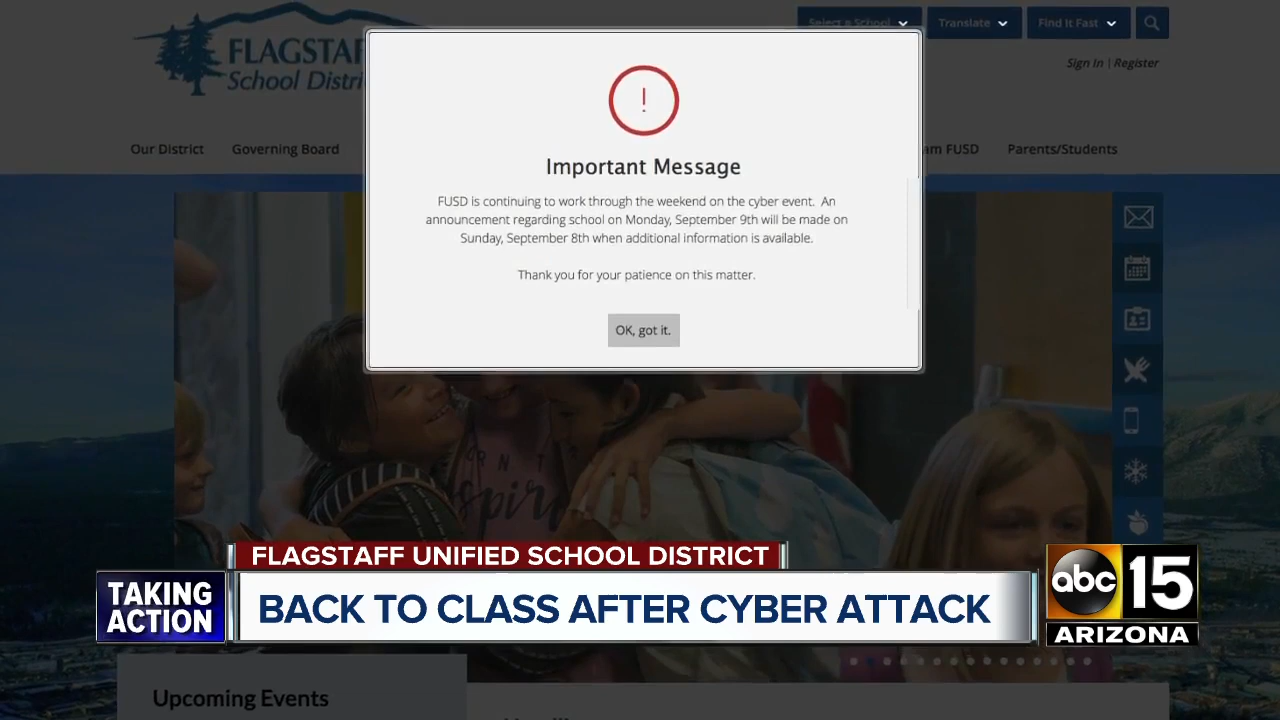 FLAGSTAFF
School District
Select a School
Translate
Find It Fast
Sign In | Register
Our District
Governing Board
FUSD
Parents/Students
!
Important Message
FUSD is continuing to work through the weekend on the cyber event. An
announcement regarding school on Monday, September 9th will be made on
Sunday, September 8th when additional information is available.
Thank you for your patience on this matter.
OK, got it.
FLAGSTAFF UNIFIED SCHOOL DISTRICT
TAKING
ACTION
BACK TO CLASS AFTER CYBER ATTACK
abc 15
ARIZONA
Upcoming Events